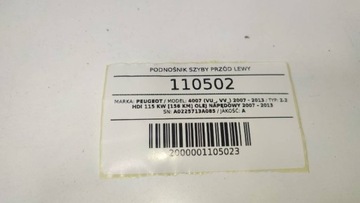 PODNOŚNIK SZYBY PRZÓD LEWY
110502
MARKA: PEUGEOT / MODEL: 4007 (VU_, VV_) 2007 - 2013 / TYP: 2.2
HDI 115 KW [156 KM] OLEJ NAPĘDOWY 2007 - 2013
SN: A0225713A085 / JAKOŚĆ: A
2000001105023